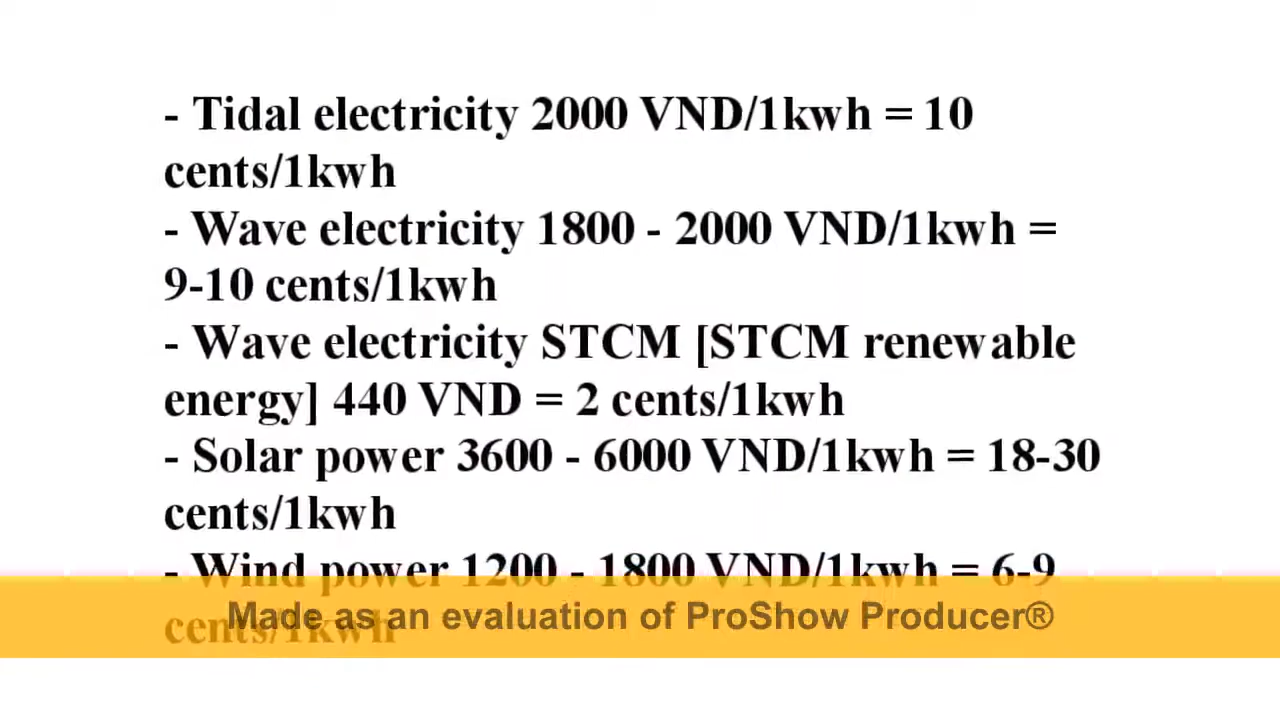 - Tidal electricity 2000 VND/1kwh = 10
cents/1kwh
- Wave electricity 1800 - 2000 VND/1kwh =
9-10 cents/1kwh
- Wave electricity STCM [STCM renewable
energy] 440 VND = 2 cents/1kwh
- Solar power 3600 - 6000 VND/1kwh = 18-30
cents/1kwh
- Wind power 1200 - 1800 VND/1kwh = 6-9
cents/1kwh
Made as an evaluation of ProShow Producer®